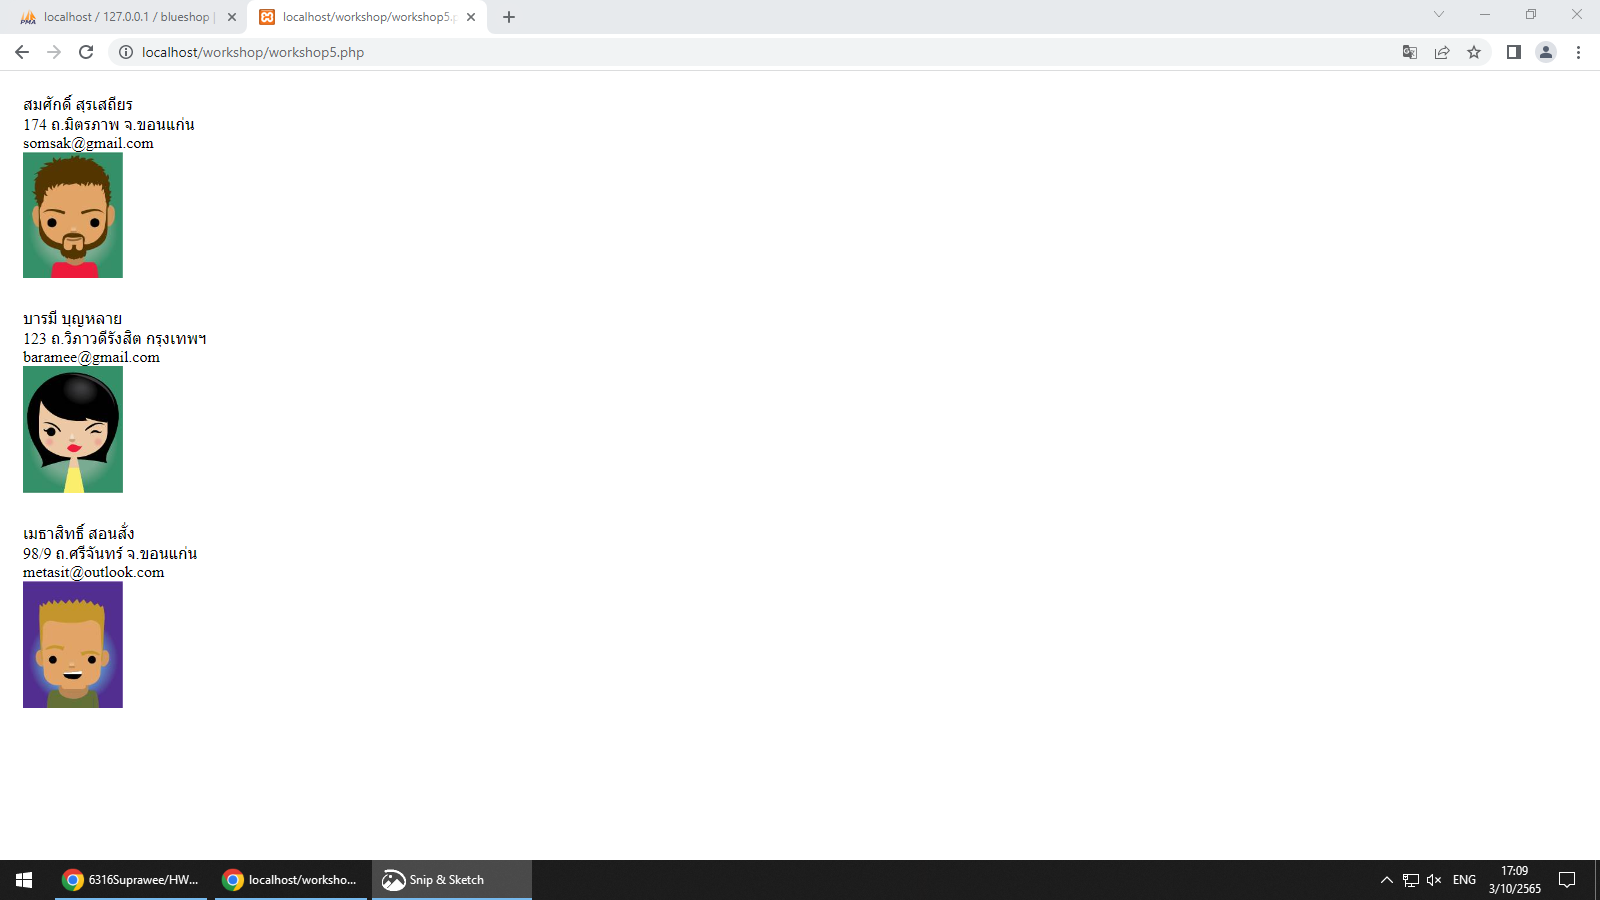 PMA
localhost / 127.0.0.1 / blueshop |
localhost/workshop/workshop5.p
localhost/workshop/workshop5.php
สมศักดิ์ สุรเสถียร
174 ถ.มิตรภาพ จ.ขอนแก่น
somsak@gmail.com
บารมี บุญหลาย
123 ถ.วิภาวดีรังสิต กรุงเทพฯ
baramee@gmail.com
เมธาสิทธิ์ สอนสั่ง
98/9 ถ.ศรีจันทร์ จ.ขอนแก่น
metasit@outlook.com
6316Suprawee/HW...
localhost/worksho...
Snip & Sketch
ENG
17:09
3/10/2565